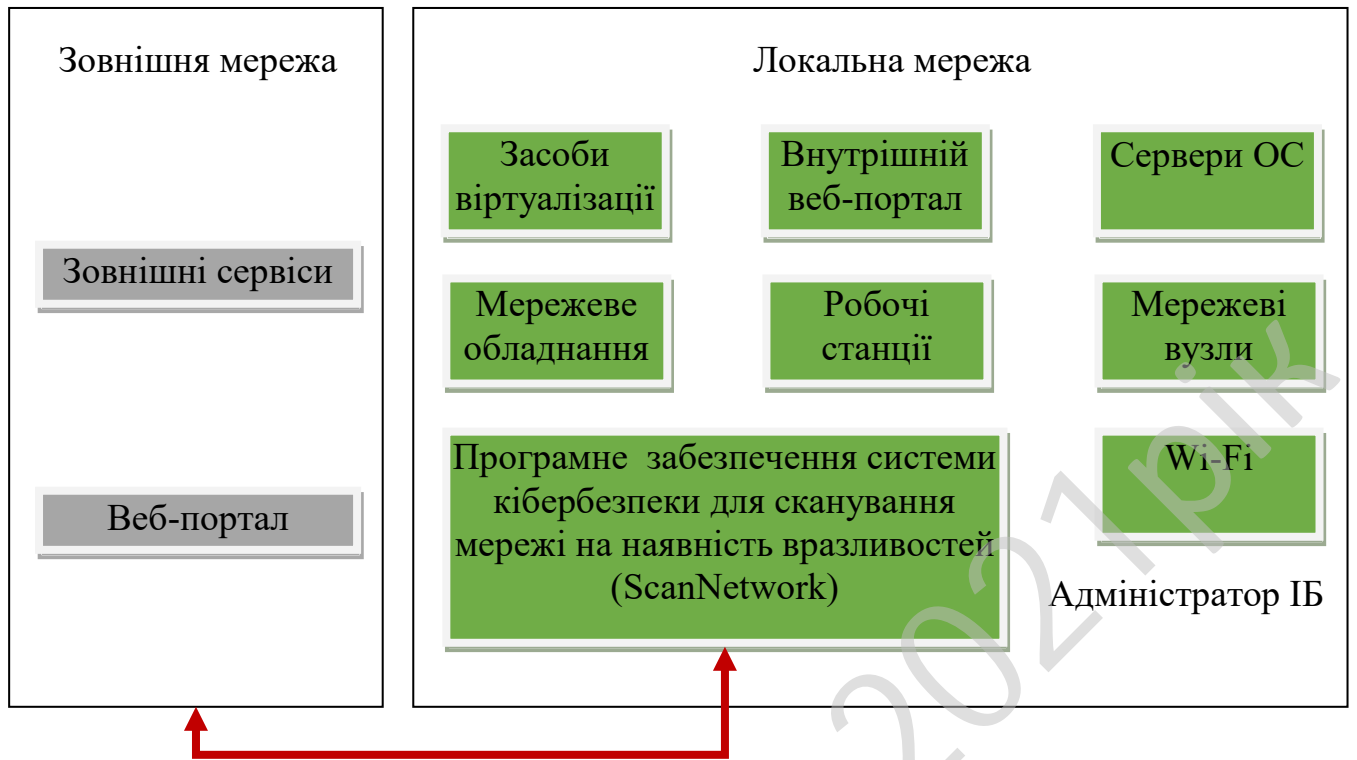 Зовнішня мережа
Зовнішні сервіси
Веб-портал
Локальна мережа
Засоби
віртуалізації
Внутрішній
веб-портал
Сервери ОС
Мережеве
обладнання
Робочі
станції
Мережеві
вузли
Програмне забезпечення системи
кібербезпеки для сканування
мережі на наявність вразливостей
(ScanNetwork)
Wi-Fi
Адміністратор ІБ
2021рік